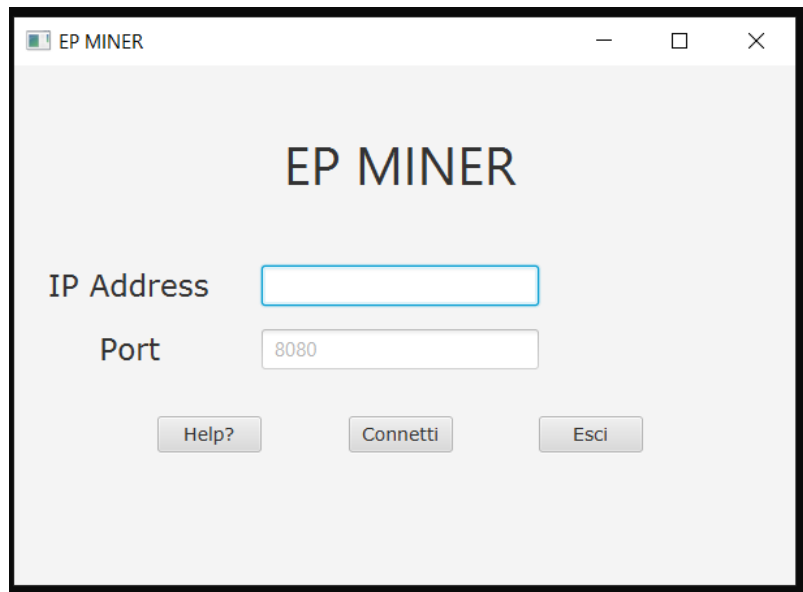 EP MINER
EP MINER
IP Address
Port 8080
Help? Connetti Esci